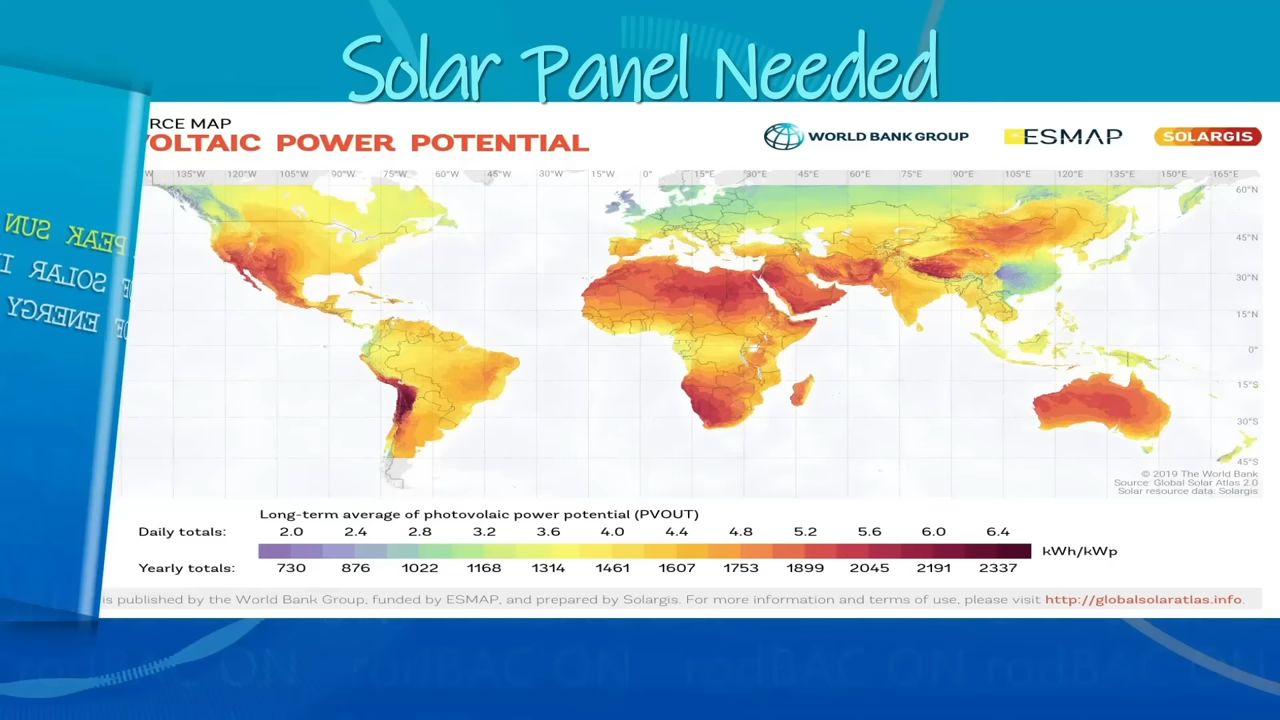 Solar Panel Needed
RCE MAP
OLTAIC POWER POTENTIAL
WORLD BANK GROUP
ESMAP
SOLARGIS
135°W 120°W 105°W 90°W 75°W 60°W 45°W 30°W 15°W 0° 15°E 30°E 45°E 60°E 75°E 90°E 105°E 120°E 135°E 150°E 165°E
60°N
45°N
30°N
15°N
0°
15°S
30°S
45°S
PEAK SUN
SOLAR
ENERGY
© 2019 The World Bank
Source: Global Solar Atlas 2.0
Solar resource data: Solargis
Long-term average of photovolaic power potential (PVOUT)
Daily totals: 2.0 2.4 2.8 3.2 3.6 4.0 4.4 4.8 5.2 5.6 6.0 6.4
kWh/kWp
Yearly totals: 730 876 1022 1168 1314 1461 1607 1753 1899 2045 2191 2337
is published by the World Bank Group, funded by ESMAP, and prepared by Solargis. For more information and terms of use, please visit http://globalsolaratlas.info.